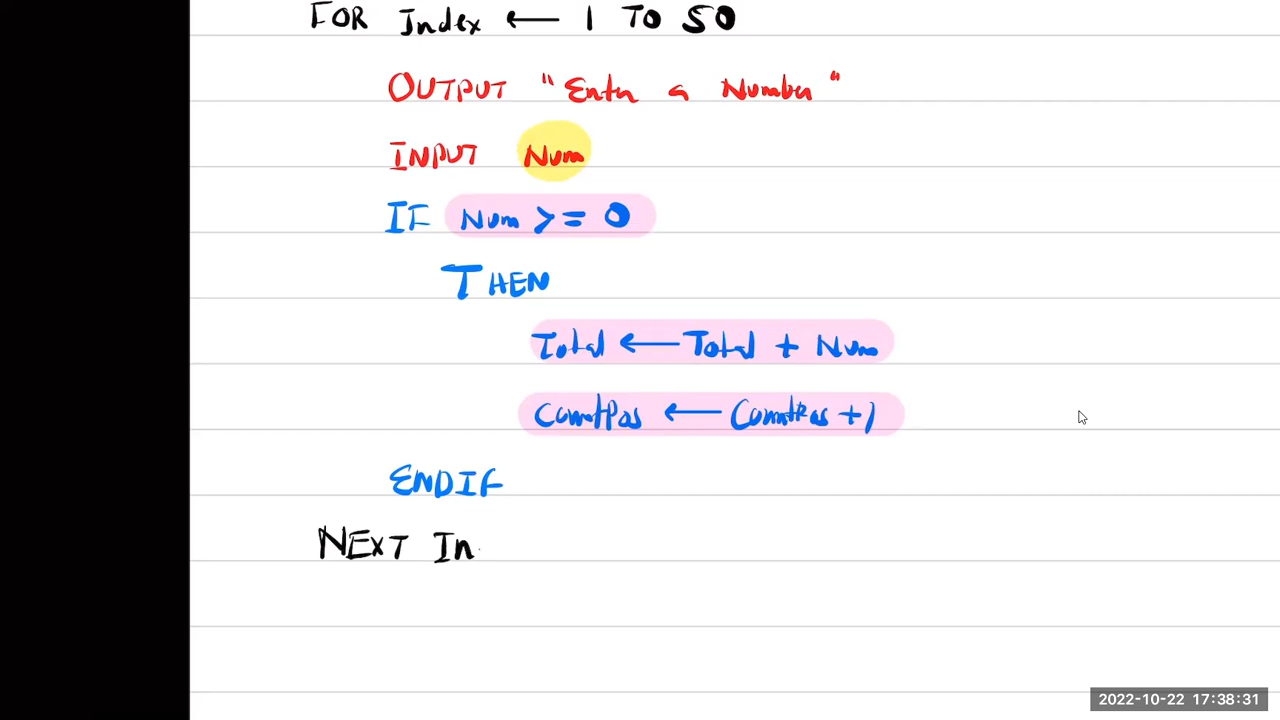 FOR Index ← 1 TO 50
OUTPUT "Enter a Number"
INPUT Num
IF Num >= 0
THEN
Total ← Total + Num
CountPos ← CountPos + 1
ENDIF
NEXT In
2022-10-22 17:38:31